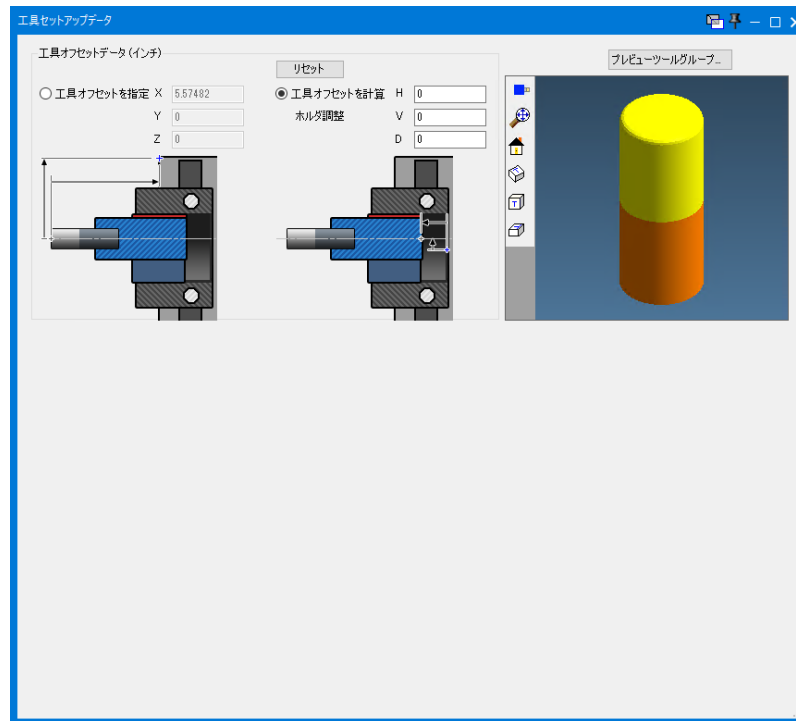 工具セットアップデータ
工具オフセットデータ (インチ)
リセット
プレビューツールグループ...
工具オフセットを指定 X 5.57482
Y 0
Z 0
工具オフセットを計算 H 0
ホルダ調整 V 0
D 0
T